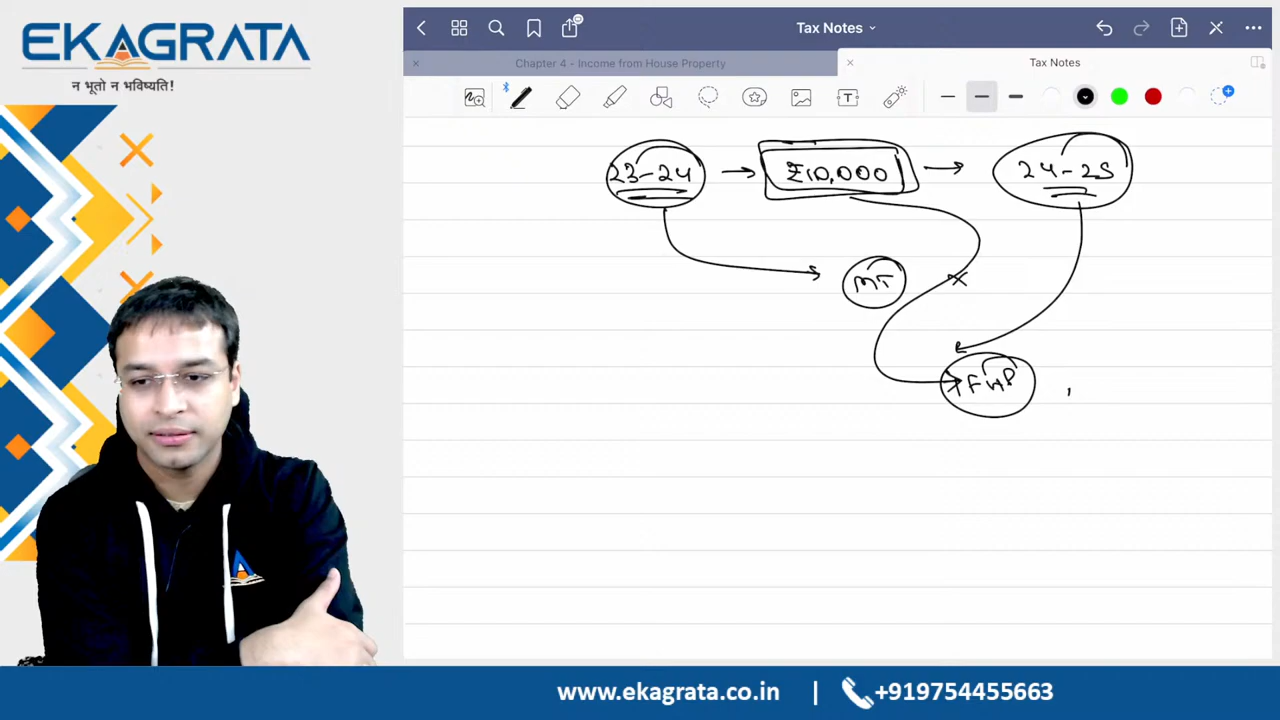 EKAGRATA
न भूतो न भविष्यति!
Tax Notes
Chapter 4 - Income from House Property
Tax Notes
23-24 → ₹10,000 → 24-25
MT
FHP
www.ekagrata.co.in | +919754455663